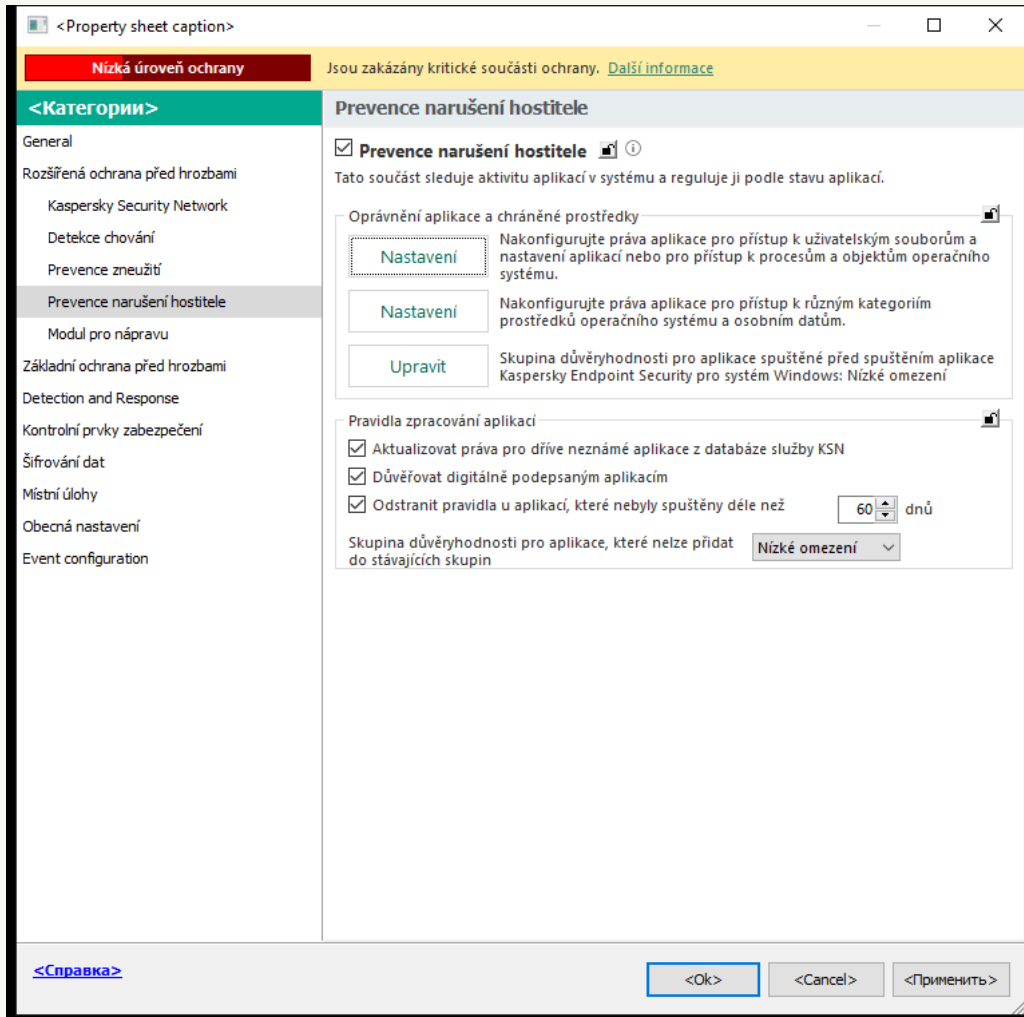 <Property sheet caption>
Nízká úroveň ochrany
Jsou zakázány kritické součásti ochrany. Další informace
<Категории>
General
Rozšířená ochrana před hrozbami
Kaspersky Security Network
Detekce chování
Prevence zneužití
Prevence narušení hostitele
Modul pro nápravu
Základní ochrana před hrozbami
Detection and Response
Kontrolní prvky zabezpečení
Šifrování dat
Místní úlohy
Obecná nastavení
Event configuration
Prevence narušení hostitele
Prevence narušení hostitele
Tato součást sleduje aktivitu aplikací v systému a reguluje ji podle stavu aplikací.
Oprávnění aplikace a chráněné prostředky
Nastavení
Nakonfigurujte práva aplikace pro přístup k uživatelským souborům a
nastavení aplikací nebo pro přístup k procesům a objektům operačního
systému.
Nastavení
Nakonfigurujte práva aplikace pro přístup k různým kategoriím
prostředků operačního systému a osobním datům.
Upravit
Skupina důvěryhodnosti pro aplikace spuštěné před spuštěním aplikace
Kaspersky Endpoint Security pro systém Windows: Nízké omezení
Pravidla zpracování aplikací
Aktualizovat práva pro dříve neznámé aplikace z databáze služby KSN
Důvěřovat digitálně podepsaným aplikacím
Odstranit pravidla u aplikací, které nebyly spuštěny déle než
60
dnů
Skupina důvěryhodnosti pro aplikace, které nelze přidat
do stávajících skupin
Nízké omezení
<Справка>
<Ok>
<Cancel>
<Применить>